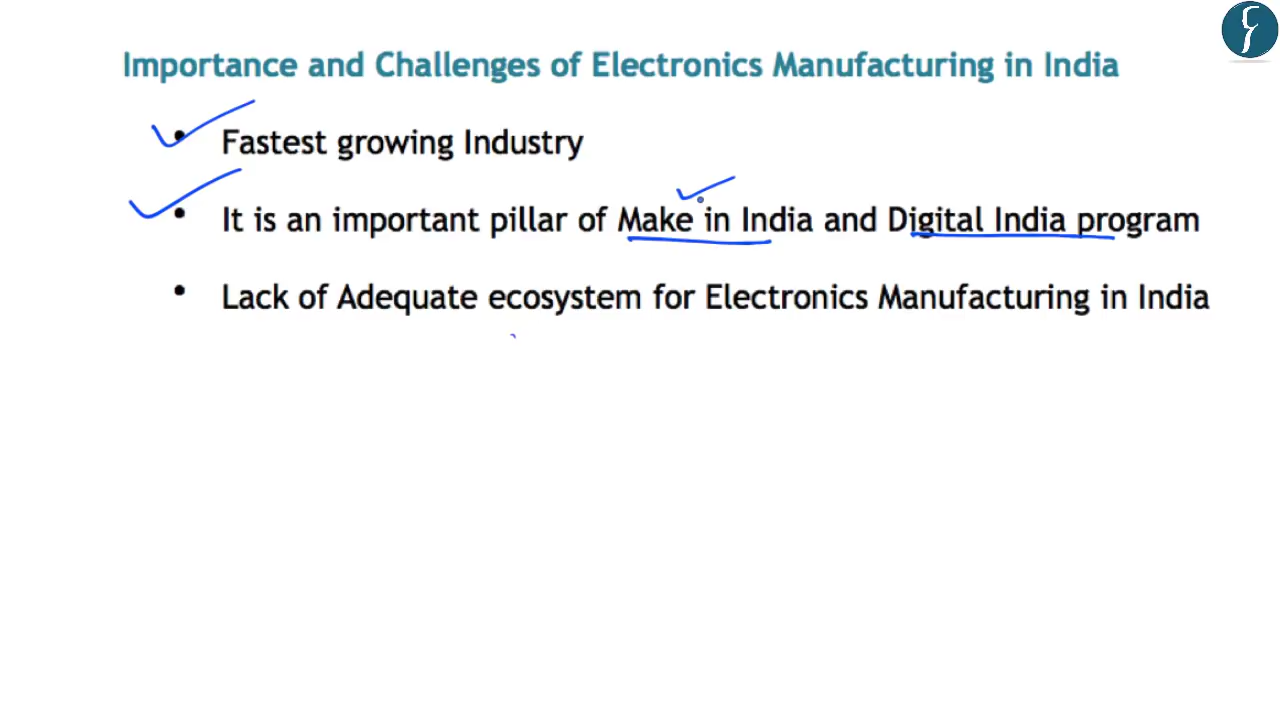 Importance and Challenges of Electronics Manufacturing in India
• Fastest growing Industry
• It is an important pillar of Make in India and Digital India program
• Lack of Adequate ecosystem for Electronics Manufacturing in India